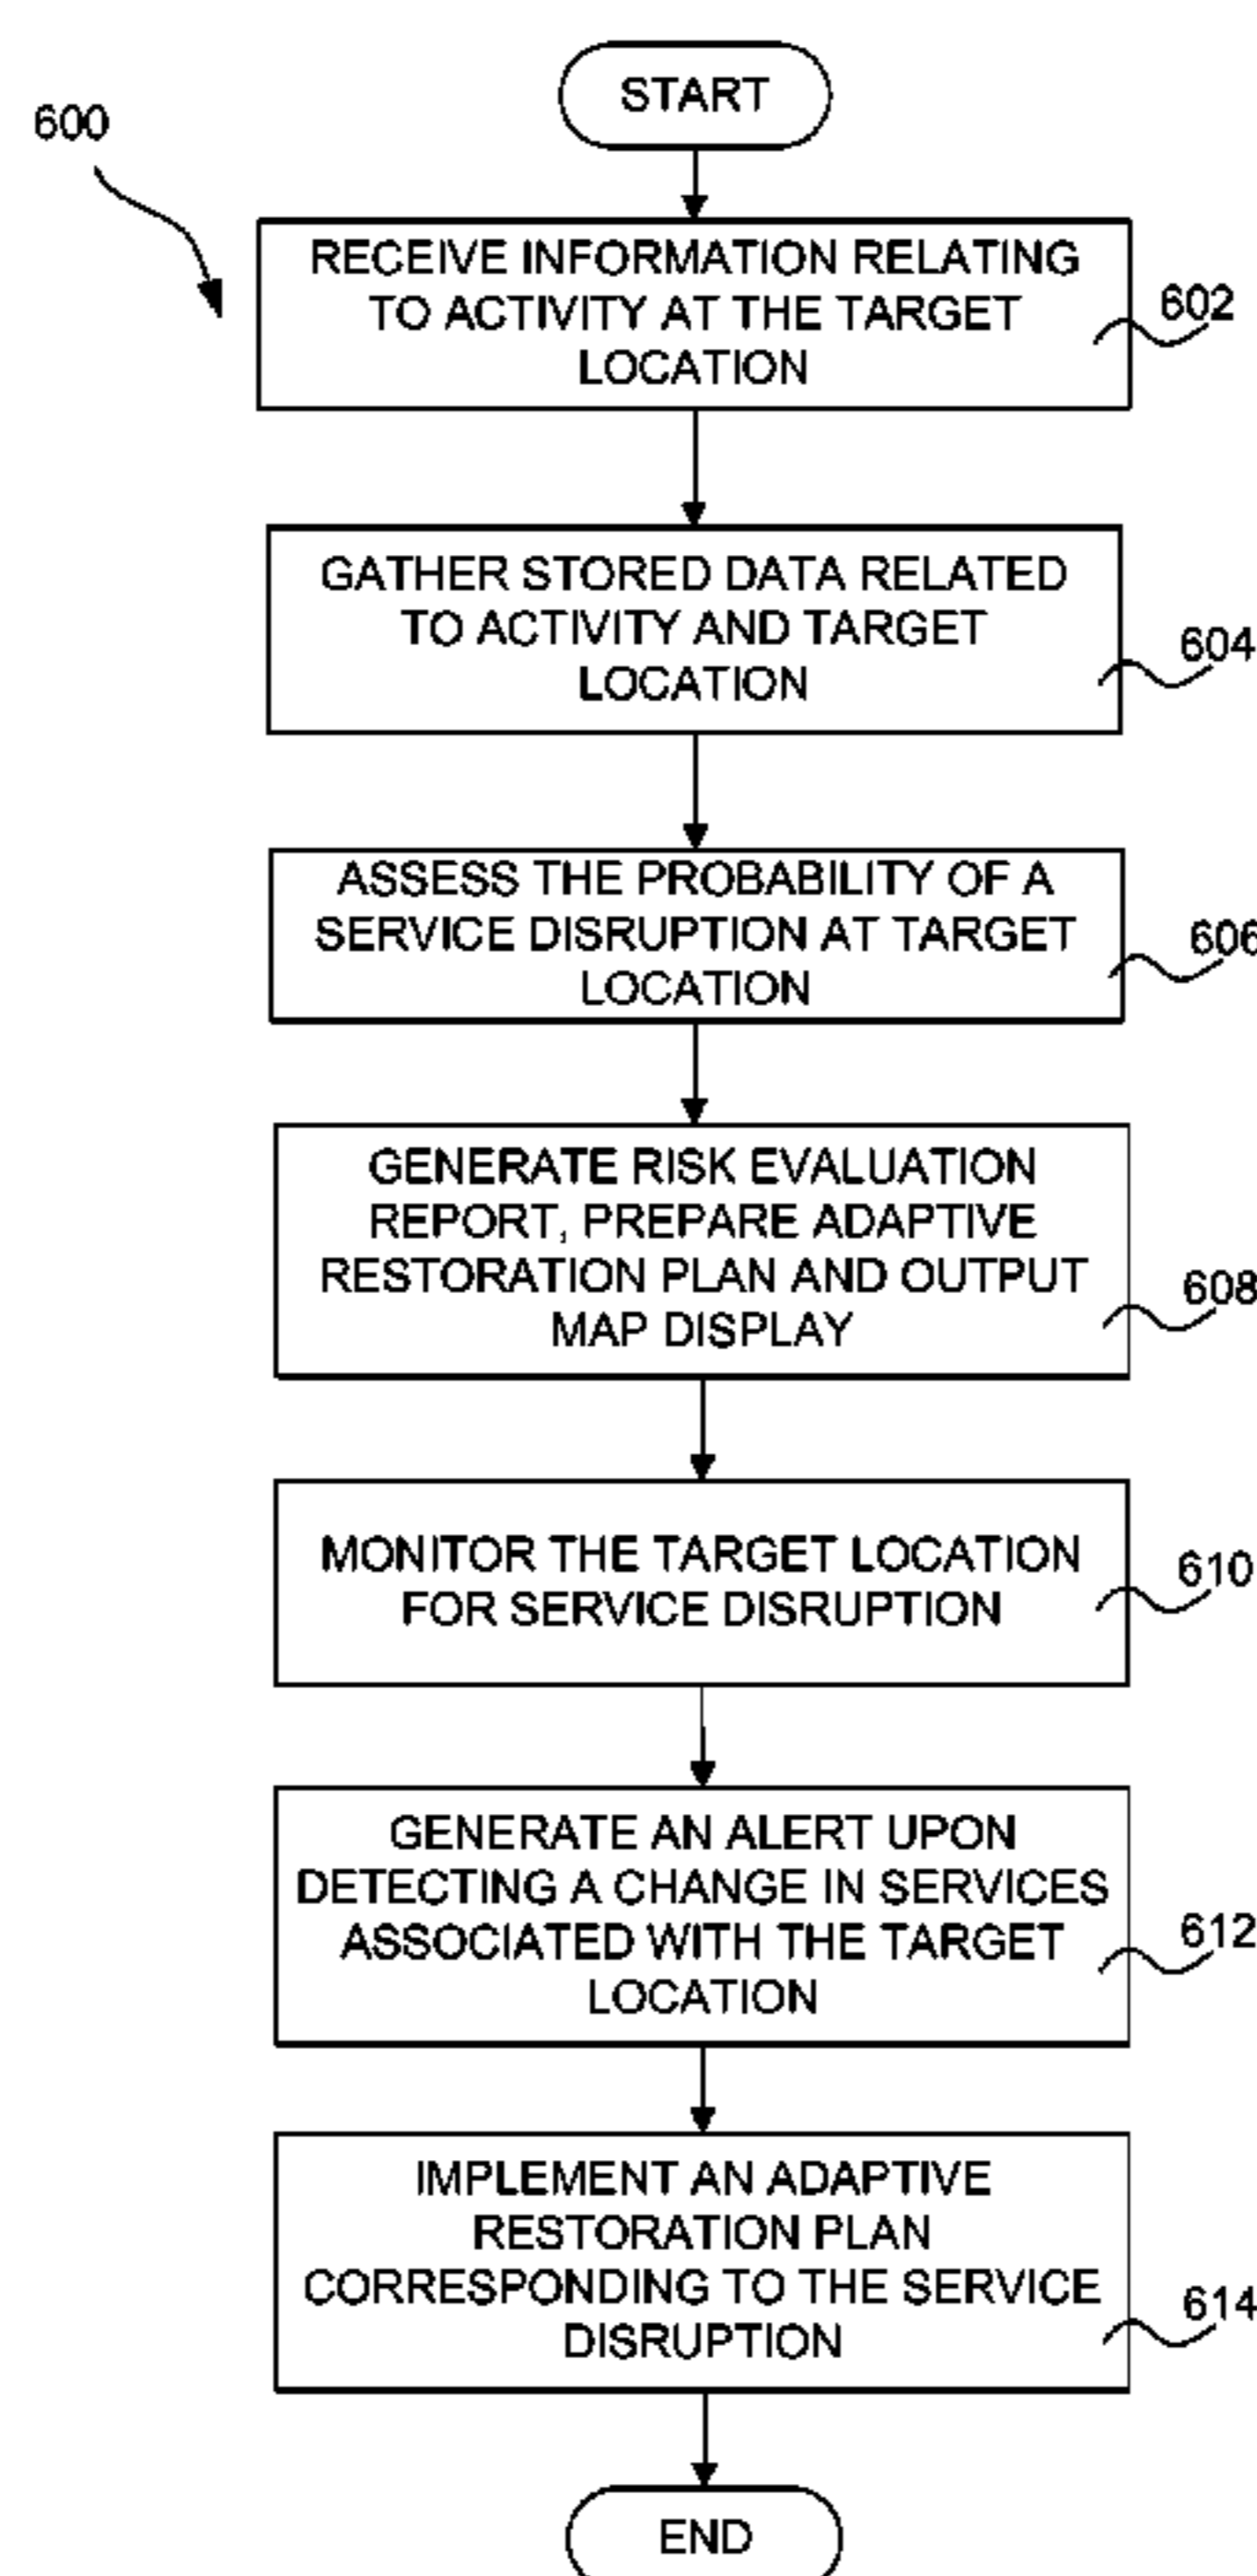 START
600
RECEIVE INFORMATION RELATING
TO ACTIVITY AT THE TARGET
LOCATION
602
GATHER STORED DATA RELATED
TO ACTIVITY AND TARGET
LOCATION
604
ASSESS THE PROBABILITY OF A
SERVICE DISRUPTION AT TARGET
LOCATION
606
GENERATE RISK EVALUATION
REPORT, PREPARE ADAPTIVE
RESTORATION PLAN AND OUTPUT
MAP DISPLAY
608
MONITOR THE TARGET LOCATION
FOR SERVICE DISRUPTION
610
GENERATE AN ALERT UPON
DETECTING A CHANGE IN SERVICES
ASSOCIATED WITH THE TARGET
LOCATION
612
IMPLEMENT AN ADAPTIVE
RESTORATION PLAN
CORRESPONDING TO THE SERVICE
DISRUPTION
614
END